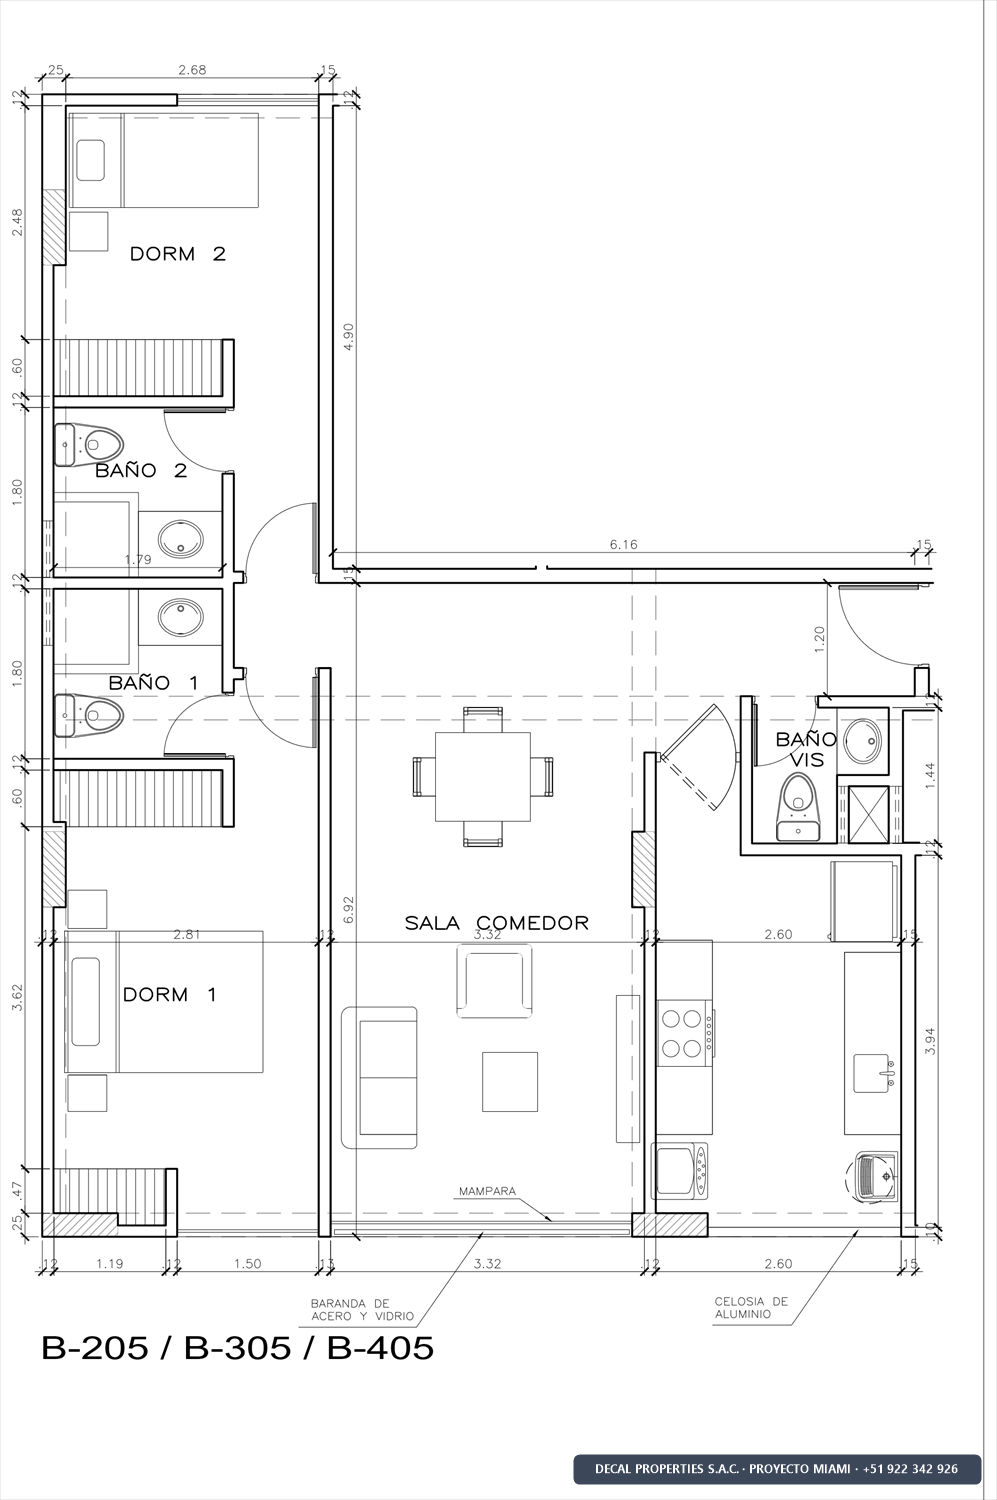 25 2.68 15
.12 .12
2.48
DORM 2
4.90
.60
.12
BAÑO 2
1.80
1.79
6.16 15
.12 15
1.20
BAÑO 1
1.80
BAÑO
VIS
.12
1.44
.12
.60
.12
6.92
SALA COMEDOR
.12 2.81 .12 3.32 .12 2.60 .15
DORM 1
3.62
3.94
.47
MAMPARA
.25 .10
.12 1.19 .12 1.50 .13 3.32 .12 2.60 .15
BARANDA DE
ACERO Y VIDRIO
CELOSIA DE
ALUMINIO
B-205 / B-305 / B-405
DECAL PROPERTIES S.A.C. · PROYECTO MIAMI · +51 922 342 926